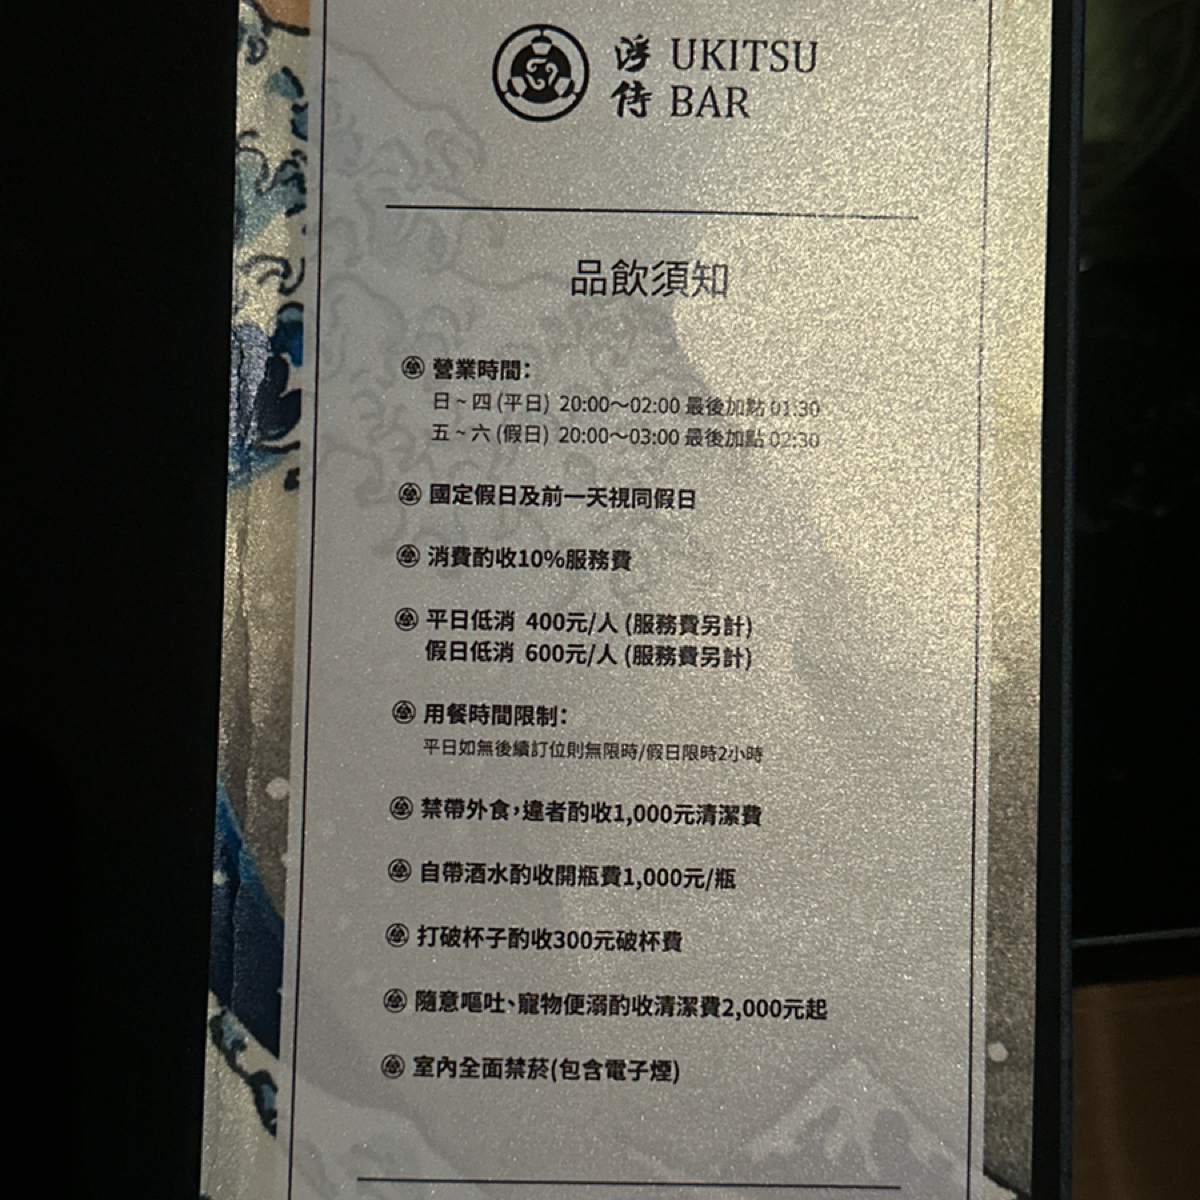 浮 UKITSU
侍 BAR
品飲須知
營業時間：
日 ~ 四 (平日) 20:00～02:00 最後加點 01:30
五 ~ 六 (假日) 20:00～03:00 最後加點 02:30
國定假日及前一天視同假日
消費酌收10%服務費
平日低消 400元/人 (服務費另計)
假日低消 600元/人 (服務費另計)
用餐時間限制：
平日如無後續訂位則無限時/假日限時2小時
禁帶外食，違者酌收1,000元清潔費
自帶酒水酌收開瓶費1,000元/瓶
打破杯子酌收300元破杯費
隨意嘔吐、寵物便溺酌收清潔費2,000元起
室內全面禁菸(包含電子煙)